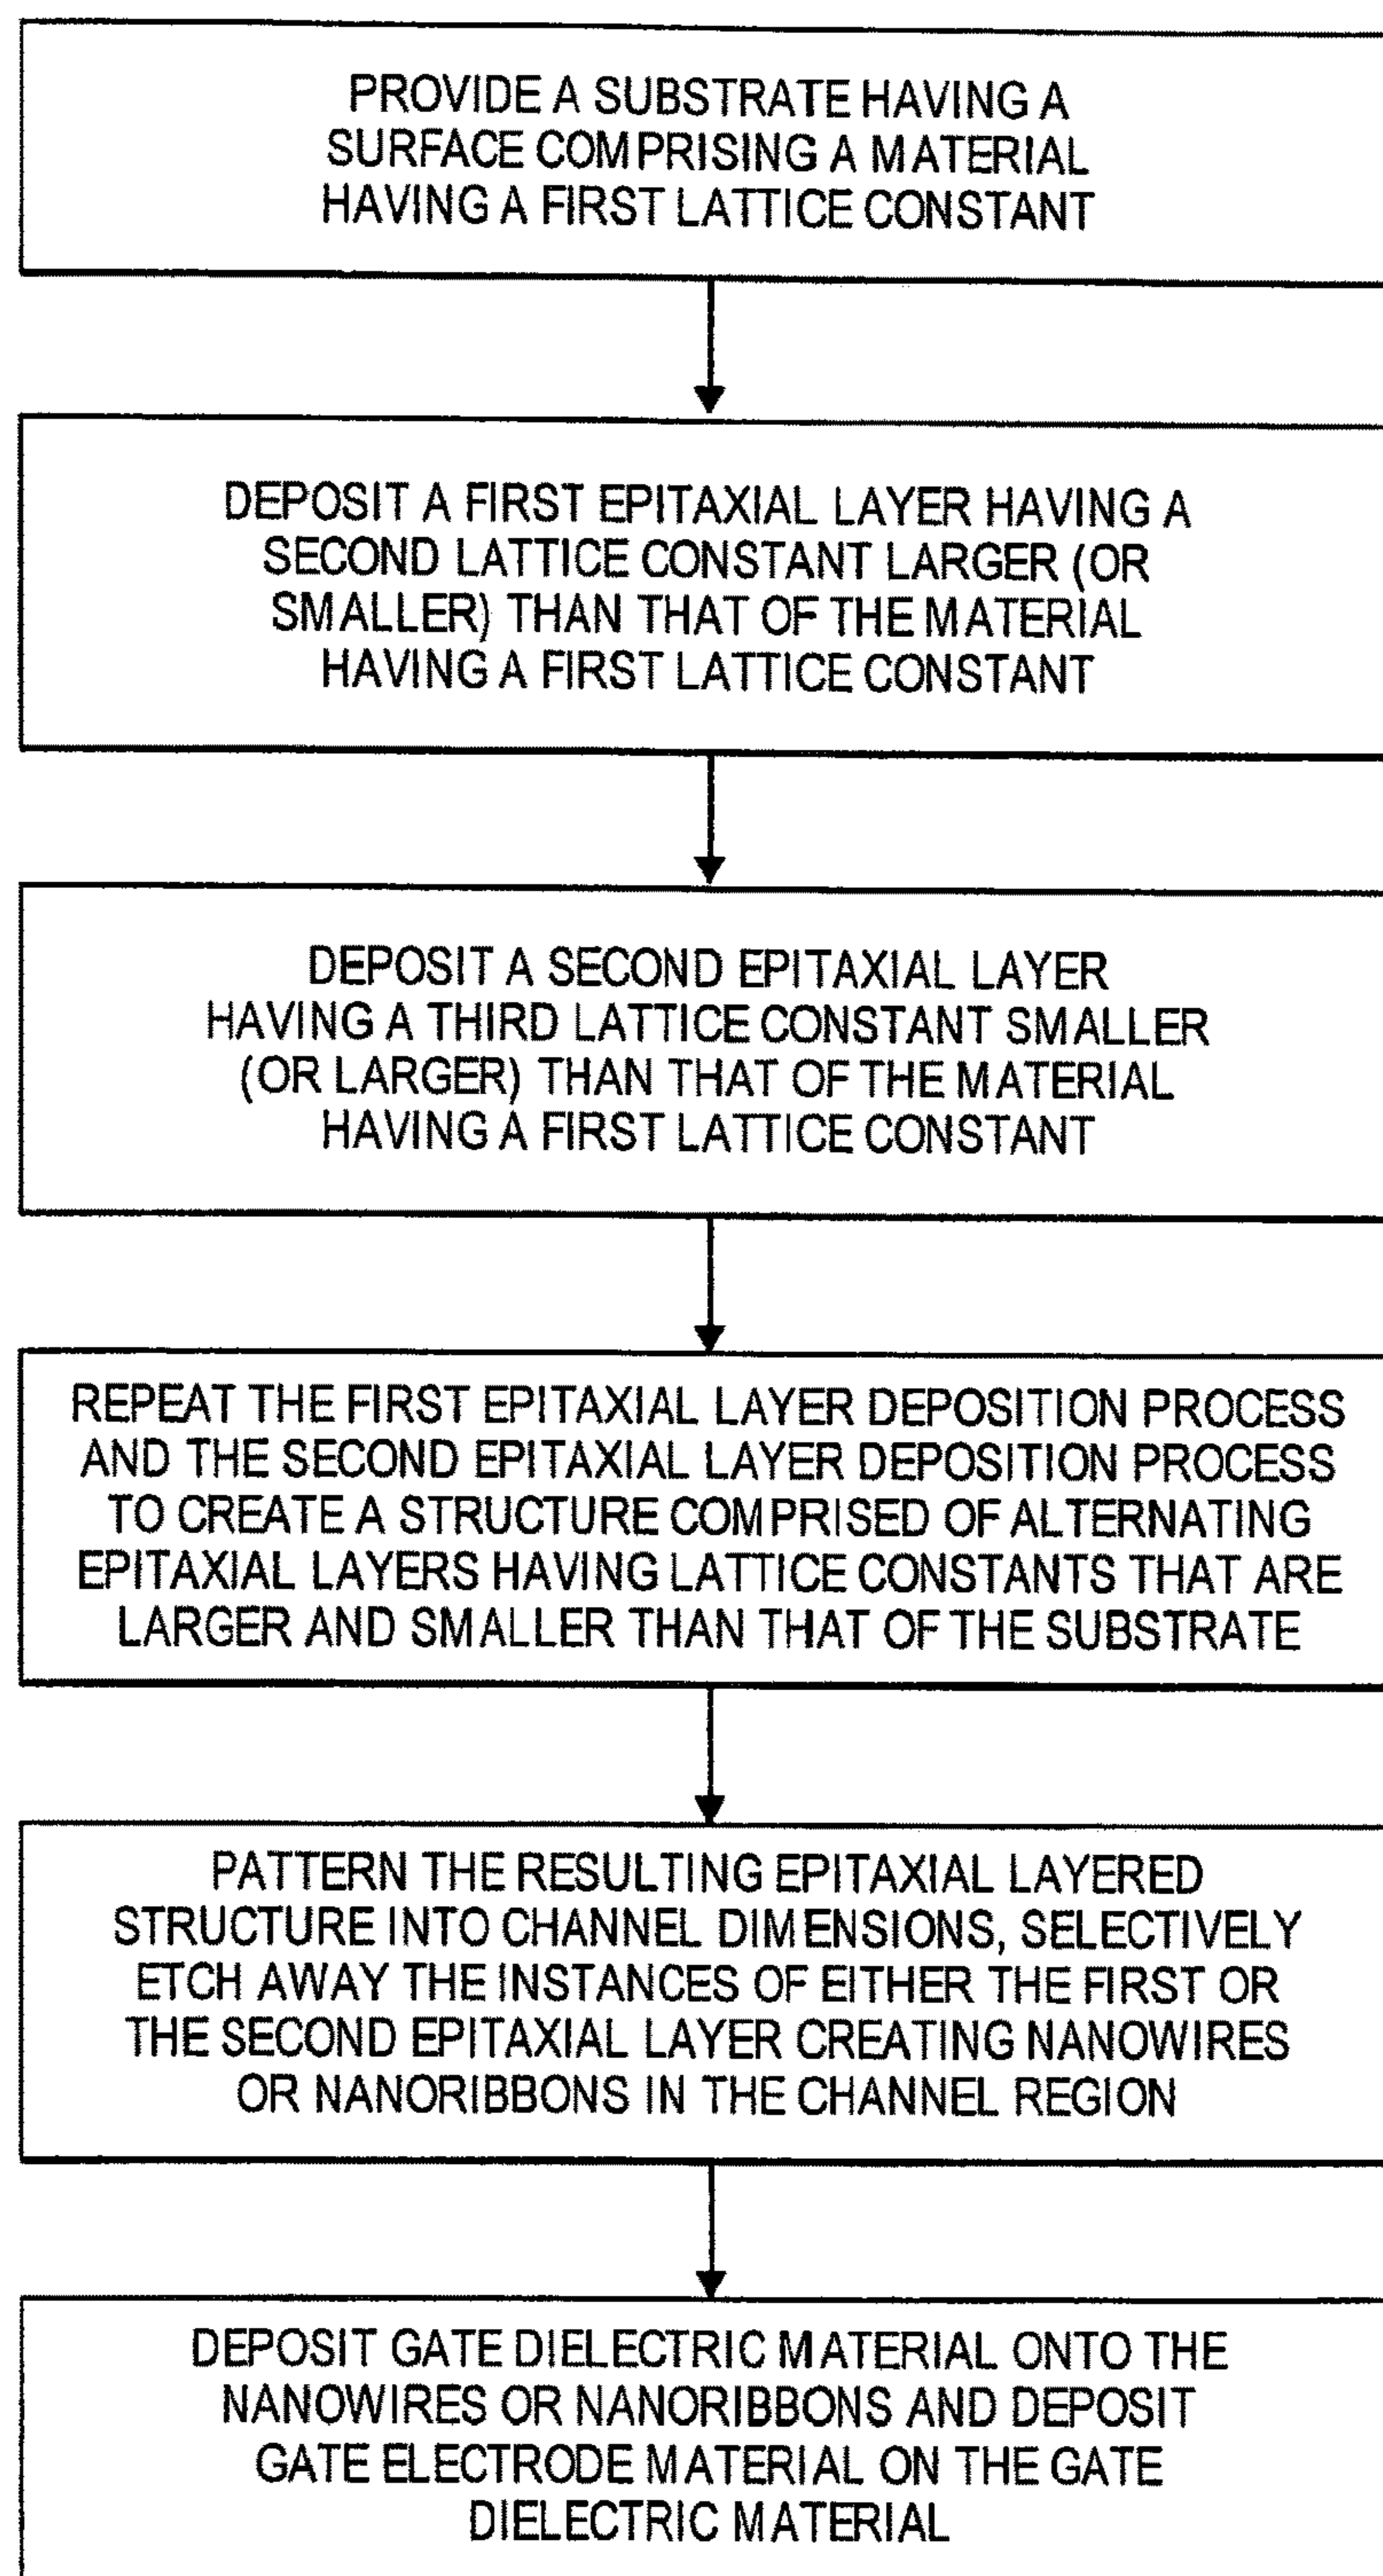 PROVIDE A SUBSTRATE HAVING A
SURFACE COMPRISING A MATERIAL
HAVING A FIRST LATTICE CONSTANT
DEPOSIT A FIRST EPITAXIAL LAYER HAVING A
SECOND LATTICE CONSTANT LARGER (OR
SMALLER) THAN THAT OF THE MATERIAL
HAVING A FIRST LATTICE CONSTANT
DEPOSIT A SECOND EPITAXIAL LAYER
HAVING A THIRD LATTICE CONSTANT SMALLER
(OR LARGER) THAN THAT OF THE MATERIAL
HAVING A FIRST LATTICE CONSTANT
REPEAT THE FIRST EPITAXIAL LAYER DEPOSITION PROCESS
AND THE SECOND EPITAXIAL LAYER DEPOSITION PROCESS
TO CREATE A STRUCTURE COMPRISED OF ALTERNATING
EPITAXIAL LAYERS HAVING LATTICE CONSTANTS THAT ARE
LARGER AND SMALLER THAN THAT OF THE SUBSTRATE
PATTERN THE RESULTING EPITAXIAL LAYERED
STRUCTURE INTO CHANNEL DIMENSIONS, SELECTIVELY
ETCH AWAY THE INSTANCES OF EITHER THE FIRST OR
THE SECOND EPITAXIAL LAYER CREATING NANOWIRES
OR NANORIBBONS IN THE CHANNEL REGION
DEPOSIT GATE DIELECTRIC MATERIAL ONTO THE
NANOWIRES OR NANORIBBONS AND DEPOSIT
GATE ELECTRODE MATERIAL ON THE GATE
DIELECTRIC MATERIAL